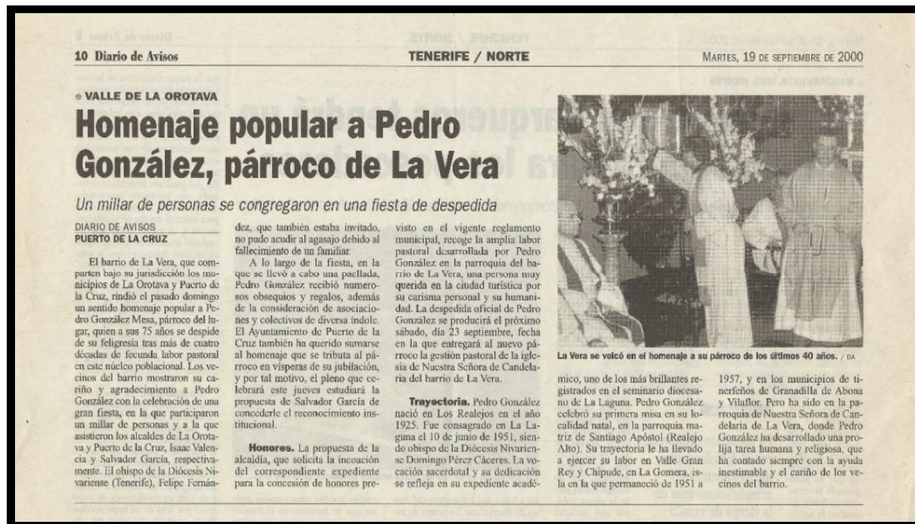 10 Diario de Avisos
TENERIFE / NORTE
MARTES, 19 DE SEPTIEMBRE DE 2000
VALLE DE LA OROTAVA
Homenaje popular a Pedro
González, párroco de La Vera
Un millar de personas se congregaron en una fiesta de despedida
DIARIO DE AVISOS
PUERTO DE LA CRUZ
El barrio de La Vera, que com-
parten bajo su jurisdicción los mu-
nicipios de La Orotava y Puerto de
la Cruz, rindió el pasado domingo
un sentido homenaje popular a Pe-
dro González Mesa, párroco del lu-
gar, quien a sus 75 años se despide
de su feligresía tras más de cuatro
décadas de fecunda labor pastoral
en este núcleo poblacional. Los ve-
cinos del barrio mostraron su ca-
riño y agradecimiento a Pedro
González con la celebración de una
gran fiesta, en la que participaron
un millar de personas y a la que
asistieron los alcaldes de La Orota-
va y Puerto de la Cruz, Isaac Valen-
cia y Salvador García, respectiva-
mente. El obispo de la Diócesis Ni-
variense (Tenerife), Felipe Fernán-
dez, que también estaba invitado,
no pudo acudir al agasajo debido al
fallecimiento de un familiar.
A lo largo de la fiesta, en la
que se llevó a cabo una paellada,
Pedro González recibió numero-
sos obsequios y regalos, además
de la consideración de asociacio-
nes y colectivos de diversa índole.
El Ayuntamiento de Puerto de la
Cruz también ha querido sumarse
al homenaje que se tributa al pá-
rroco en vísperas de su jubilación,
y por tal motivo, el pleno que ce-
lebrará este jueves estudiará la
propuesta de Salvador García de
concederle el reconocimiento ins-
titucional.
Honores. La propuesta de la
alcaldía, que solicita la incoación
del correspondiente expediente
para la concesión de honores pre-
visto en el vigente reglamento
municipal, recoge la amplia labor
pastoral desarrollada por Pedro
González en la parroquia del ba-
rrio de La Vera, una persona muy
querida en la ciudad turística por
su carisma personal y su humani-
dad. La despedida oficial de Pedro
González se producirá el próximo
sábado, día 23 septiembre, fecha
en la que entregará al nuevo pá-
rroco la gestión pastoral de la igle-
sia de Nuestra Señora de Candela-
ria del barrio de La Vera.
Trayectoria. Pedro González
nació en Los Realejos en el año
1925. Fue consagrado en La La-
guna el 10 de junio de 1951, sien-
do obispo de la Diócesis Nivarien-
se Domingo Pérez Cáceres. La vo-
cación sacerdotal y su dedicación
se refleja en su expediente acadé-
La Vera se volcó en el homenaje a su párroco de los últimos 40 años. / DA
mico, uno de los más brillantes re-
gistrados en el seminario diocesa-
no de La Laguna. Pedro González
celebró su primera misa en su lo-
calidad natal, en la parroquia ma-
triz de Santiago Apóstol (Realejo
Alto). Su trayectoria le ha llevado
a ejercer su labor en Valle Gran
Rey y Chipude, en La Gomera, is-
la en la que permaneció de 1951 a
1957, y en los municipios de ti-
nerfeños de Granadilla de Abona
y Vilaflor. Pero ha sido en la pa-
rroquia de Nuestra Señora de Can-
delaria de La Vera, donde Pedro
González ha desarrollado una pro-
lija tarea humana y religiosa, que
ha contado siempre con la ayuda
inestimable y el cariño de los ve-
cinos del barrio.